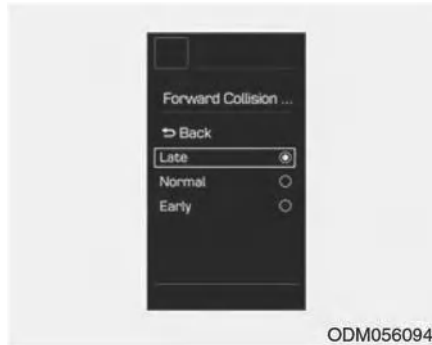 Forward Collision ...
⮌ Back
Late
Normal
Early
ODM056094